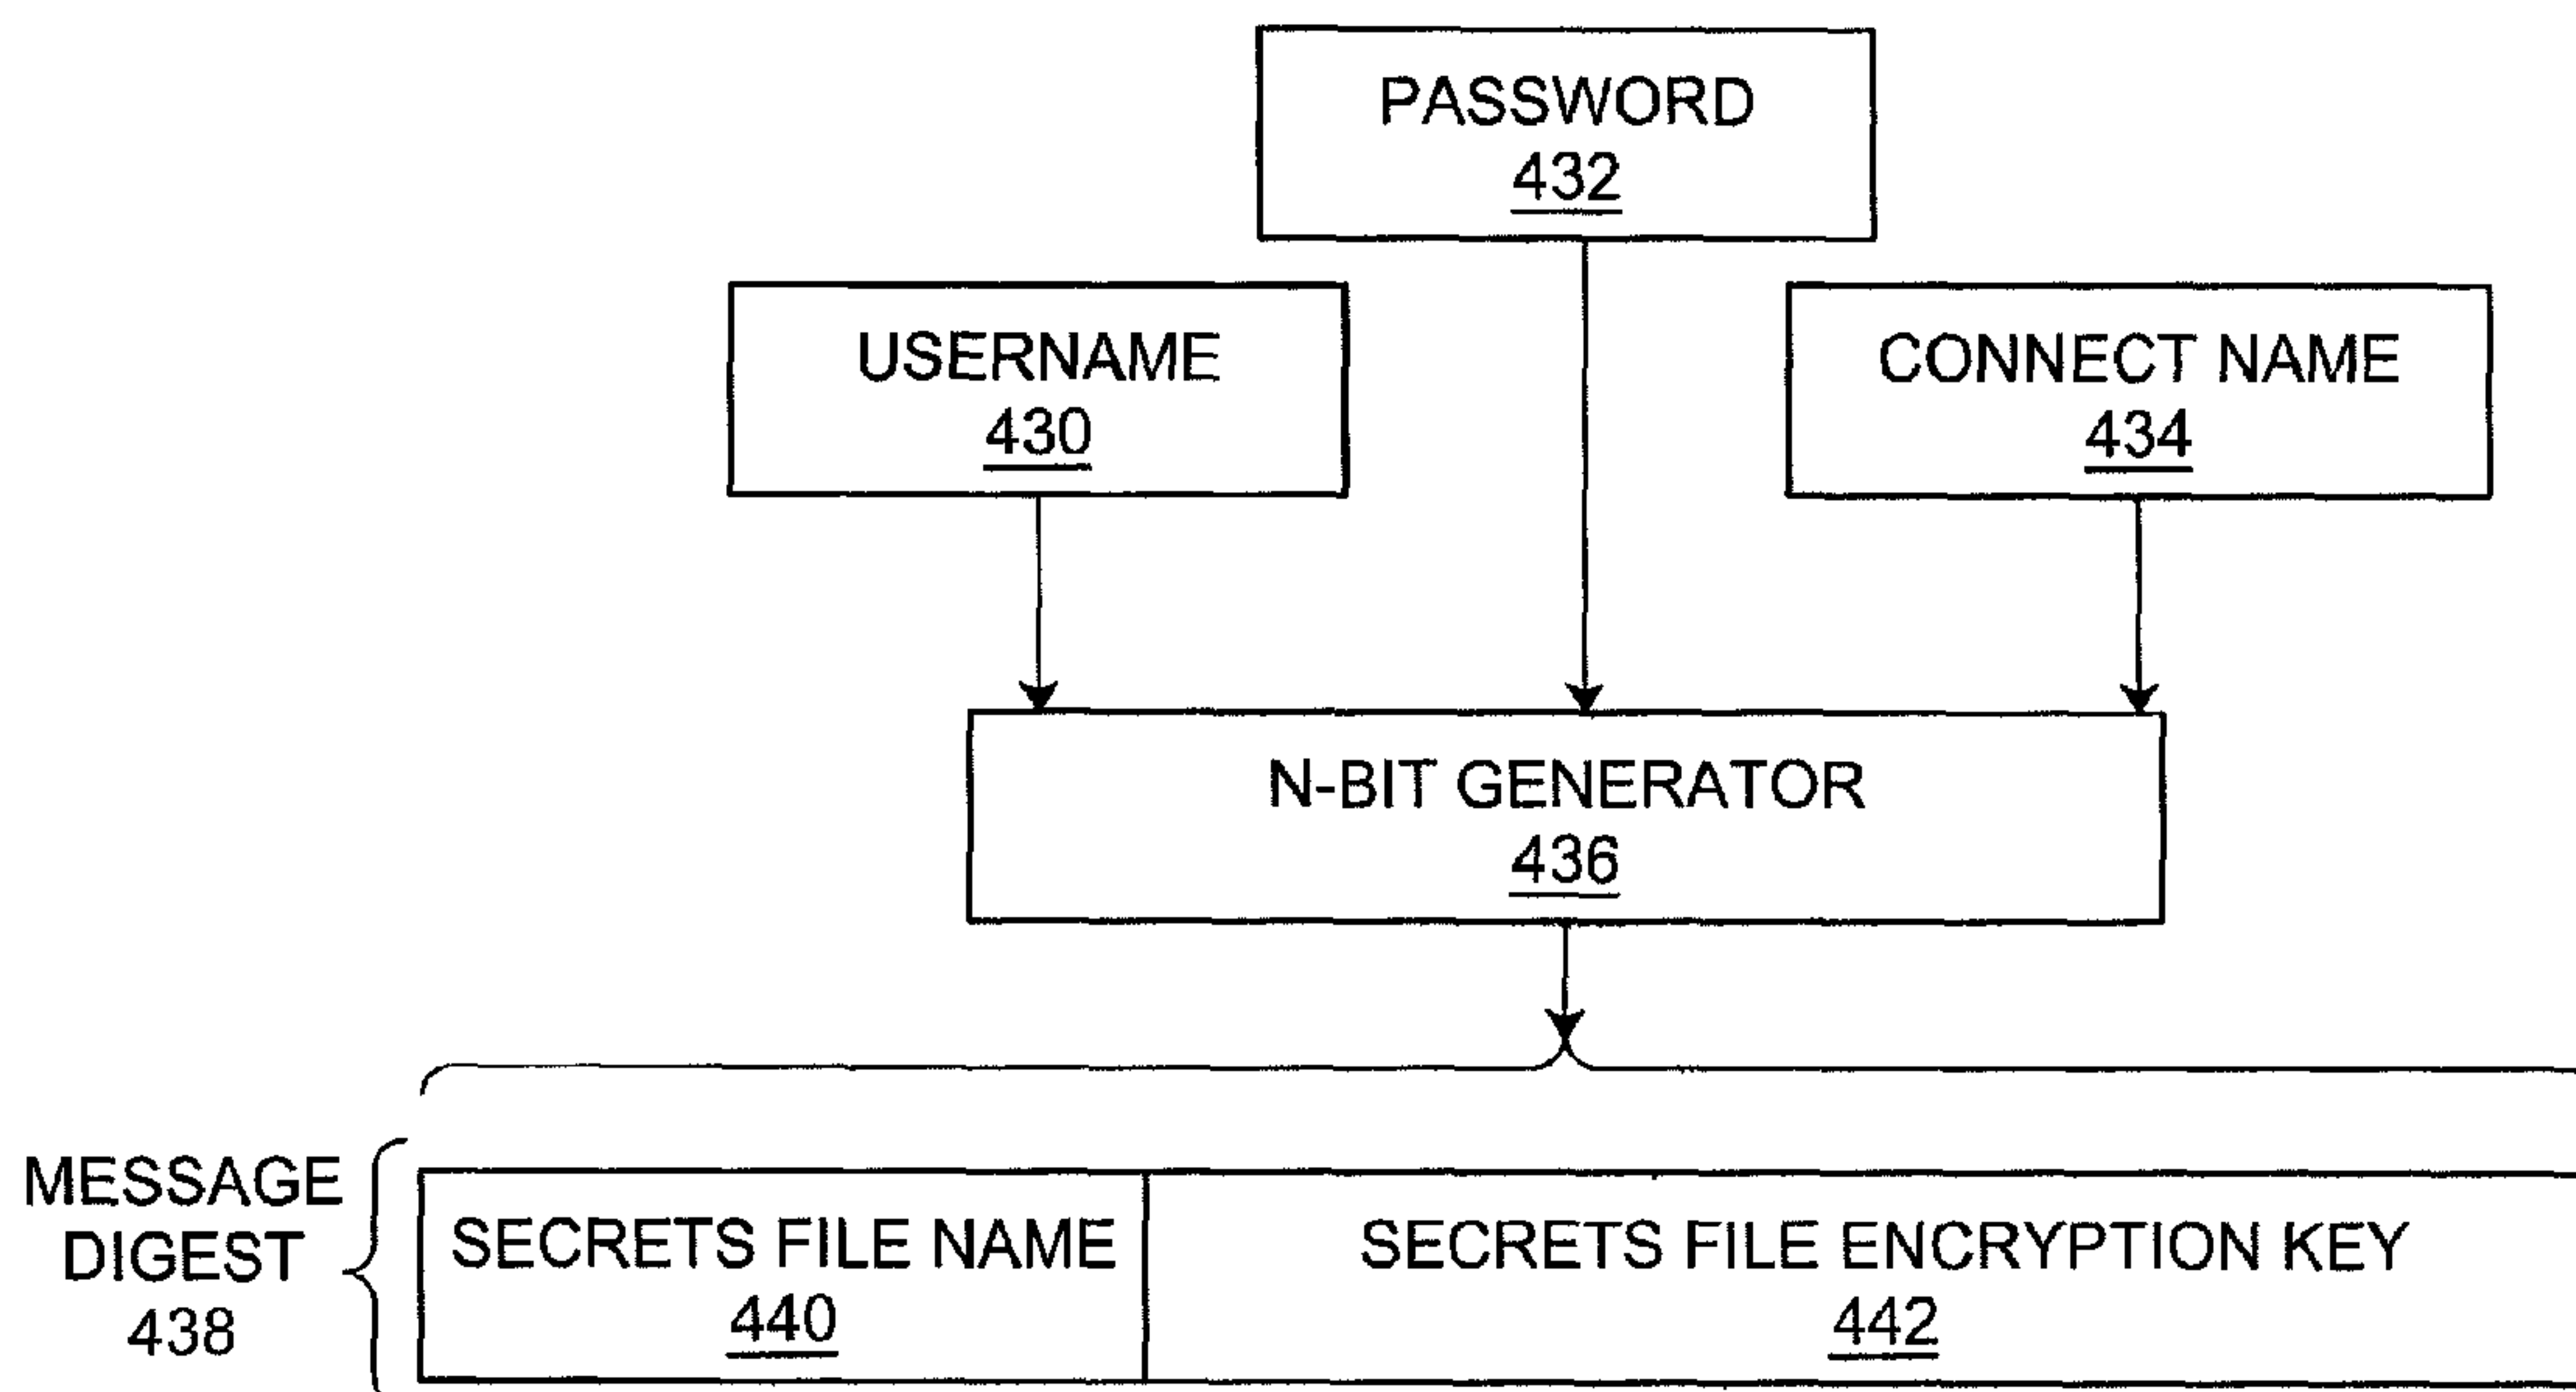 PASSWORD
432
USERNAME
430
CONNECT NAME
434
N-BIT GENERATOR
436
MESSAGE
DIGEST
438
SECRETS FILE NAME
440
SECRETS FILE ENCRYPTION KEY
442